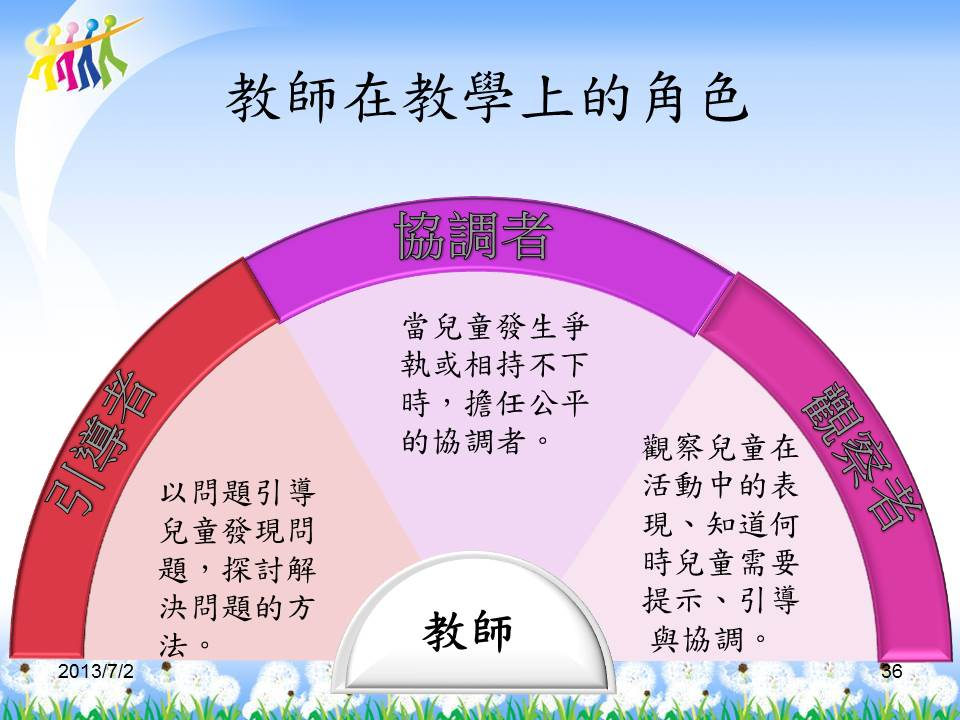 教師在教學上的角色
協調者
引導者
觀察者
以問題引導
兒童發現問
題，探討解
決問題的方
法。
當兒童發生爭
執或相持不下
時，擔任公平
的協調者。
觀察兒童在
活動中的表
現、知道何
時兒童需要
提示、引導
與協調。
教師
2013/7/2
36